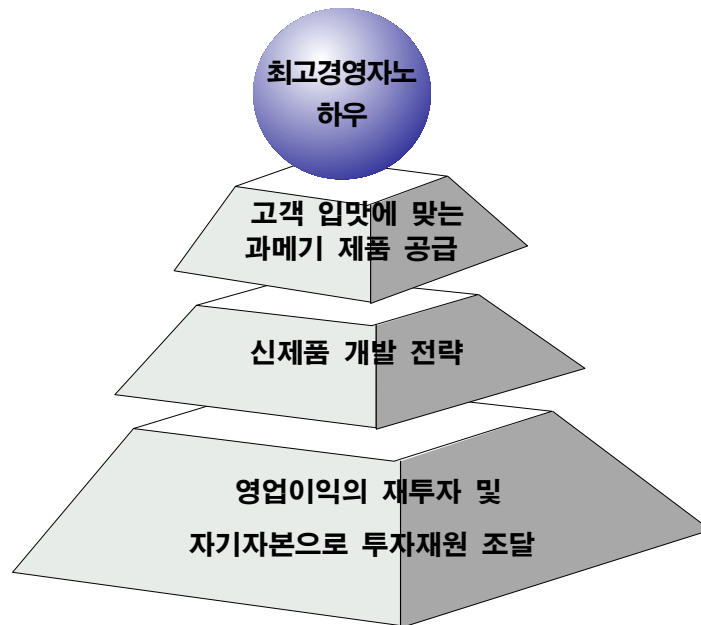 최고경영자노
하우
고객 입맛에 맞는
과메기 제품 공급
신제품 개발 전략
영업이익의 재투자 및
자기자본으로 투자재원 조달